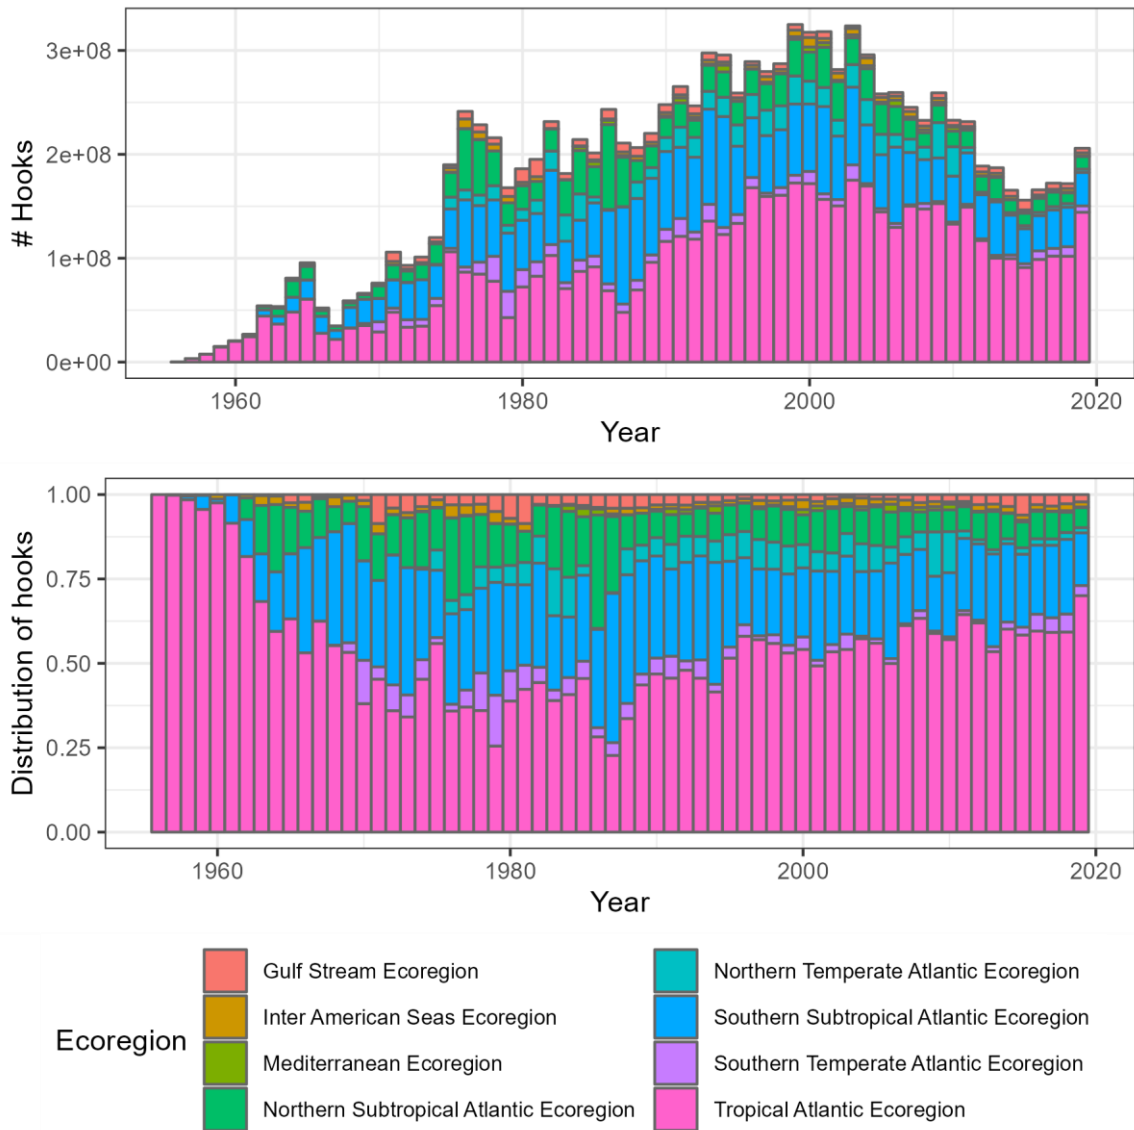 # Hooks
3e+08
2e+08
1e+08
0e+00
1960
1980
2000
2020
Year
Distribution of hooks
1.00
0.75
0.50
0.25
0.00
1960
1980
2000
2020
Year
Ecoregion
Gulf Stream Ecoregion
Inter American Seas Ecoregion
Mediterranean Ecoregion
Northern Subtropical Atlantic Ecoregion
Northern Temperate Atlantic Ecoregion
Southern Subtropical Atlantic Ecoregion
Southern Temperate Atlantic Ecoregion
Tropical Atlantic Ecoregion